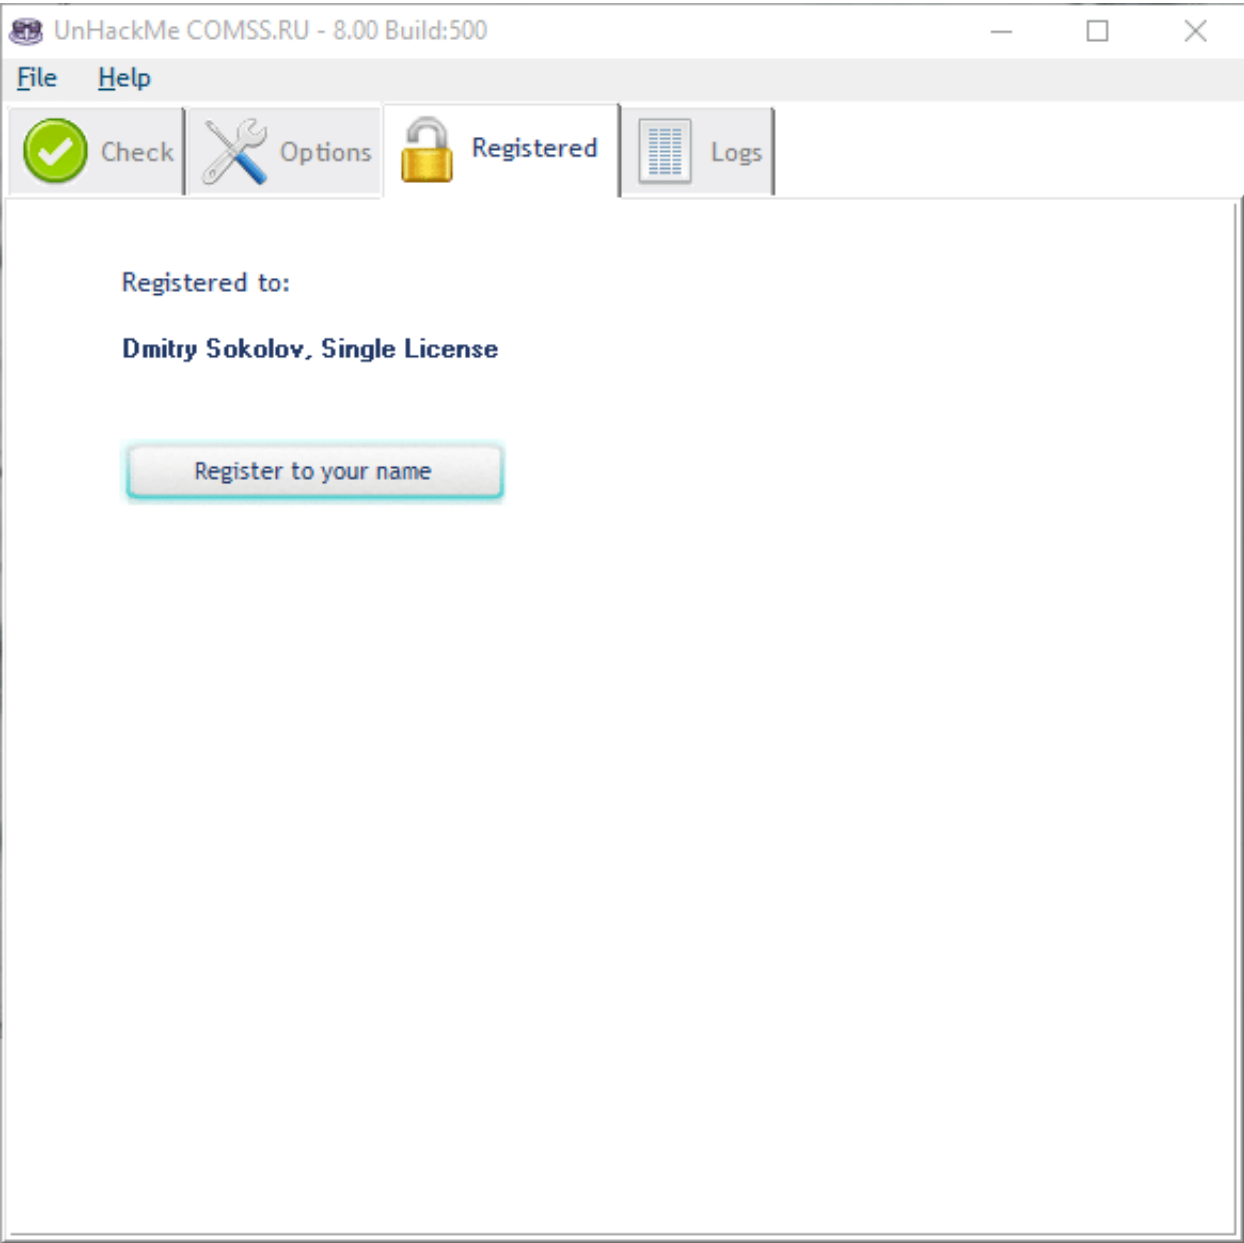 UnHackMe COMSS.RU - 8.00 Build:500
File Help
Check Options Registered Logs
Registered to:
Dmitry Sokolov, Single License
Register to your name